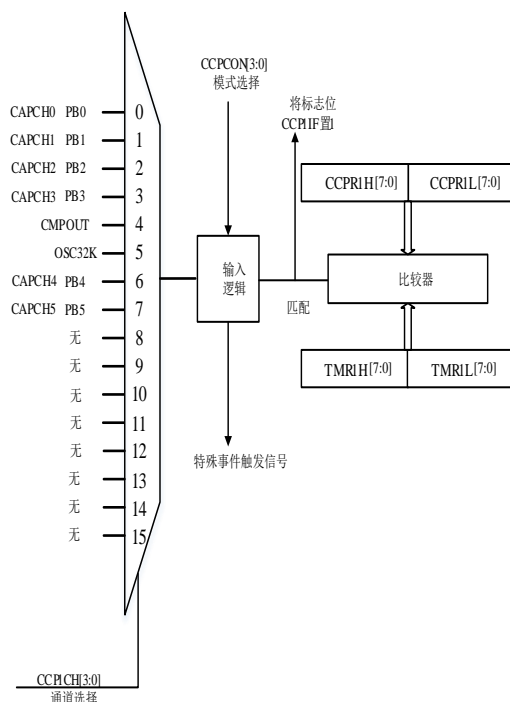 CCPCON[3:0]
模式选择
将标志位
CCP1IF置1
CAPCH0 PB0 0
CAPCH1 PB1 1
CAPCH2 PB2 2
CAPCH3 PB3 3
CMPOUT 4
OSC32K 5
CAPCH4 PB4 6
CAPCH5 PB5 7
无 8
无 9
无 10
无 11
无 12
无 13
无 14
无 15
输入
逻辑
匹配
CCPR1H[7:0] CCPR1L[7:0]
比较器
TMR1H[7:0] TMR1L[7:0]
特殊事件触发信号
CCP1CH[3:0]
通道选择